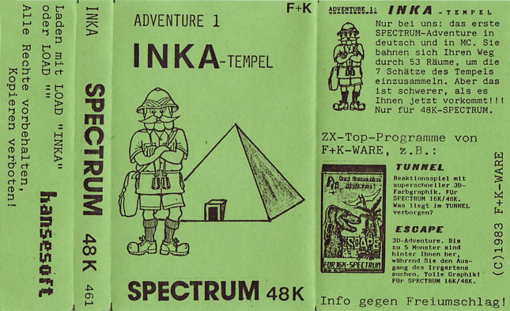 Laden mit LOAD "INKA"
oder LOAD ""
Alle Rechte vorbehalten.
Kopieren verboten!
hansesoft
INKA
SPECTRUM 48K 461
F+K
ADVENTURE 1
INKA-TEMPEL
SPECTRUM 48K
ADVENTURE 1: INKA - TEMPEL
Nur bei uns: das erste
SPECTRUM-Adventure in
deutsch und in MC. Sie
bahnen sich Ihren Weg
durch 53 Räume, um die
7 Schätze des Tempels
einzusammeln. Aber das
ist schwerer, als es
Ihnen jetzt vorkommt!!!
Nur für 48K-SPECTRUM.
ZX-Top-Programme von
F+K-WARE, z.B.:
TUNNEL
Reaktionsspiel mit
superschneller 3D-
Farbgraphik. Für
SPECTRUM 16K/48K.
Was liegt im TUNNEL
verborgen?
ESCAPE
3D-Adventure. Bis
zu 5 Monster sind
hinter Ihnen her,
während Sie den Aus-
gang des Irrgartens
suchen. Tolle Graphik!
Für SPECTRUM 16K/48K.
ESCAPE
FOR 16K-SPECTRUM
(C)1983 F+K-WARE
Info gegen Freiumschlag!